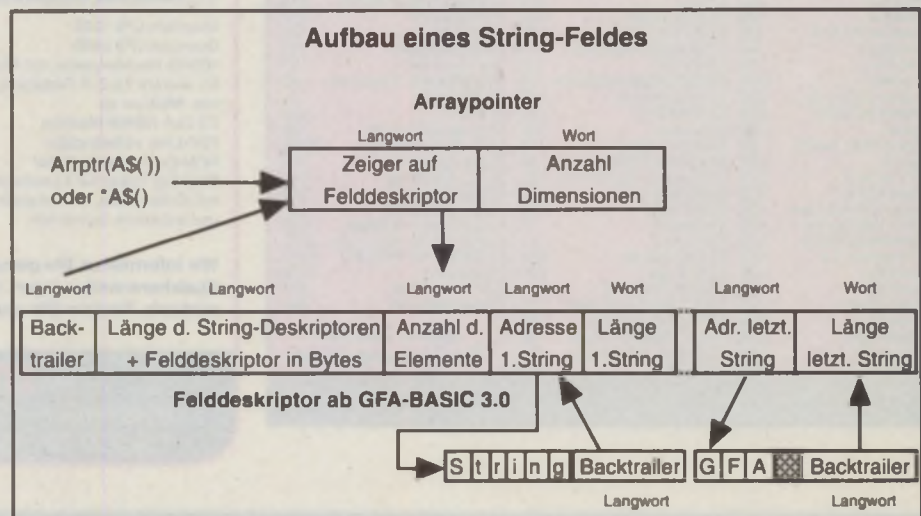 Aufbau eines String-Feldes
Arraypointer
Langwort Wort
Arrptr(A$())
oder *A$()
Zeiger auf Anzahl
Felddeskriptor Dimensionen
Langwort Langwort Langwort Langwort Wort Langwort Wort
Back- Länge d. String-Deskriptoren Anzahl d. Adresse Länge Adr. letzt. Länge
trailer + Felddeskriptor in Bytes Elemente 1.String 1.String String letzt. String
Felddeskriptor ab GFA-BASIC 3.0
String Backtrailer GFA Backtrailer
Langwort Langwort